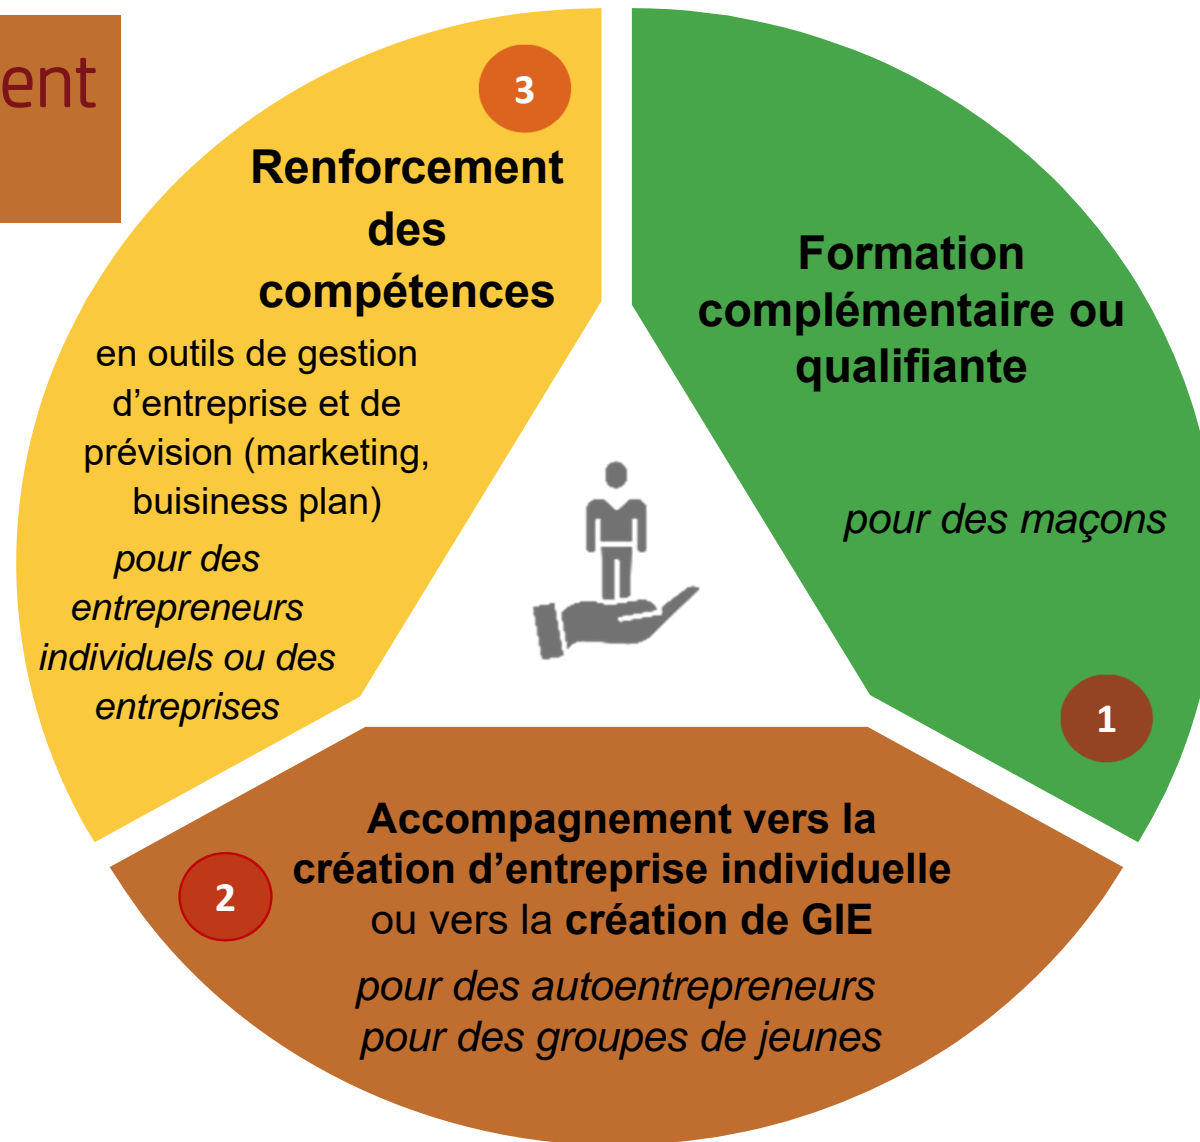 ent
3
Renforcement
des
compétences
en outils de gestion
d’entreprise et de
prévision (marketing,
buisiness plan)
pour des
entrepreneurs
individuels ou des
entreprises
Formation
complémentaire ou
qualifiante
pour des maçons
1
2
Accompagnement vers la
création d’entreprise individuelle
ou vers la création de GIE
pour des autoentrepreneurs
pour des groupes de jeunes